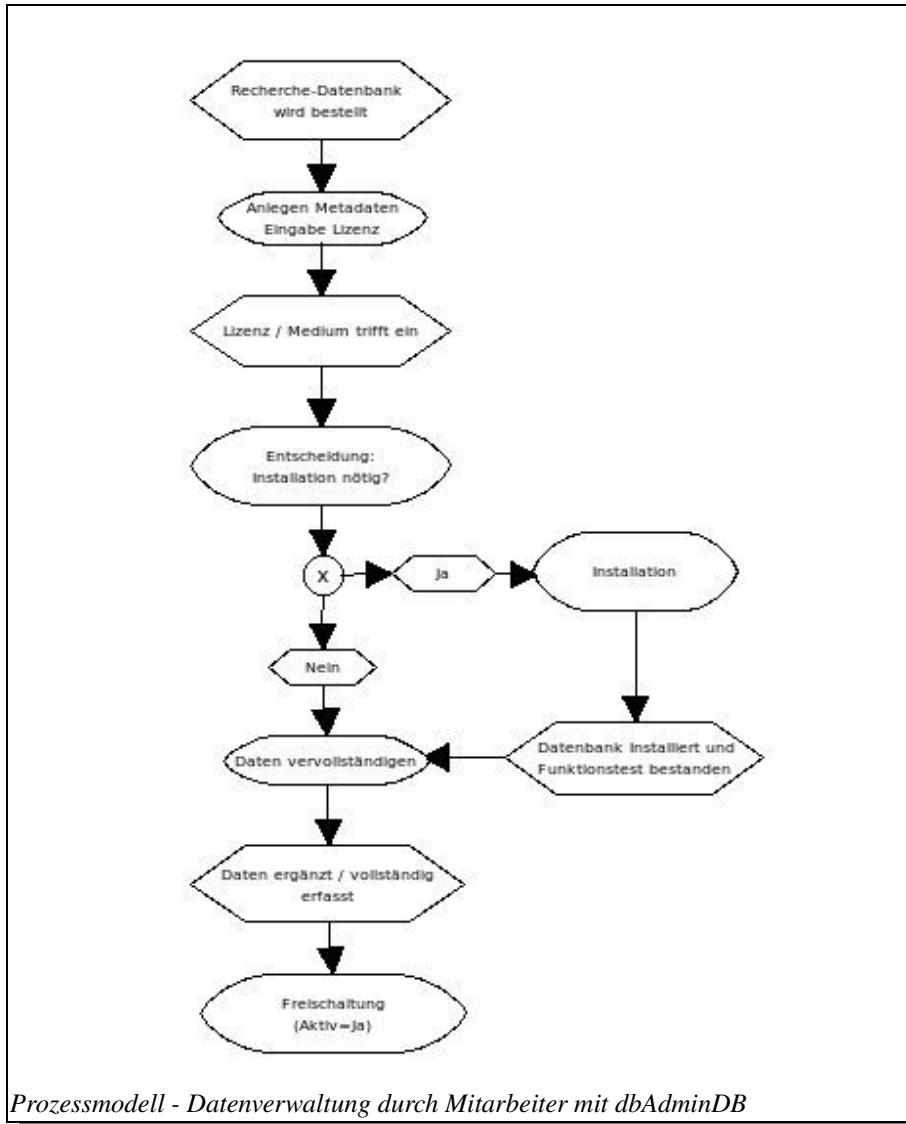 Recherche-Datenbank
wird bestellt
Anlegen Metadaten
Eingabe Lizenz
Lizenz / Medium trifft ein
Entscheidung:
Installation nötig?
X
Ja
Installation
Nein
Daten vervollständigen
Datenbank Installiert und
Funktionstest bestanden
Daten ergänzt / vollständig
erfasst
Freischaltung
(Aktiv=Ja)
Prozessmodell - Datenverwaltung durch Mitarbeiter mit dbAdminDB